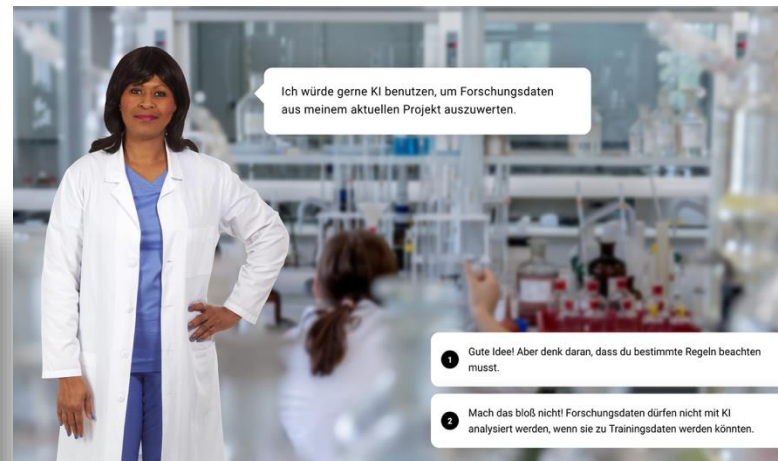 Ich würde gerne KI benutzen, um Forschungsdaten
aus meinem aktuellen Projekt auszuwerten.
1 Gute Idee! Aber denk daran, dass du bestimmte Regeln beachten
musst.
2 Mach das bloß nicht! Forschungsdaten dürfen nicht mit KI
analysiert werden, wenn sie zu Trainingsdaten werden könnten.